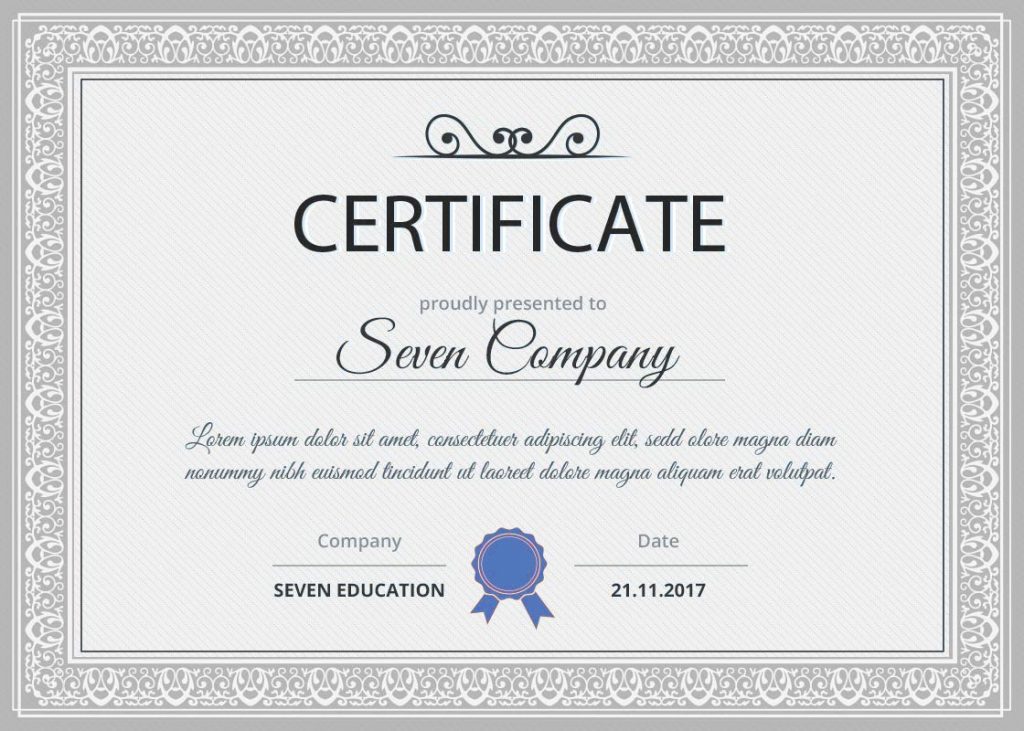 CERTIFICATE
proudly presented to
Seven Company
Lorem ipsum dolor sit amet, consectetuer adipiscing elit, sedd olore magna diam
nonummy nibh euismod tincidunt ut laoreet dolore magna aliquam erat volutpat.
Company
Date
SEVEN EDUCATION
21.11.2017